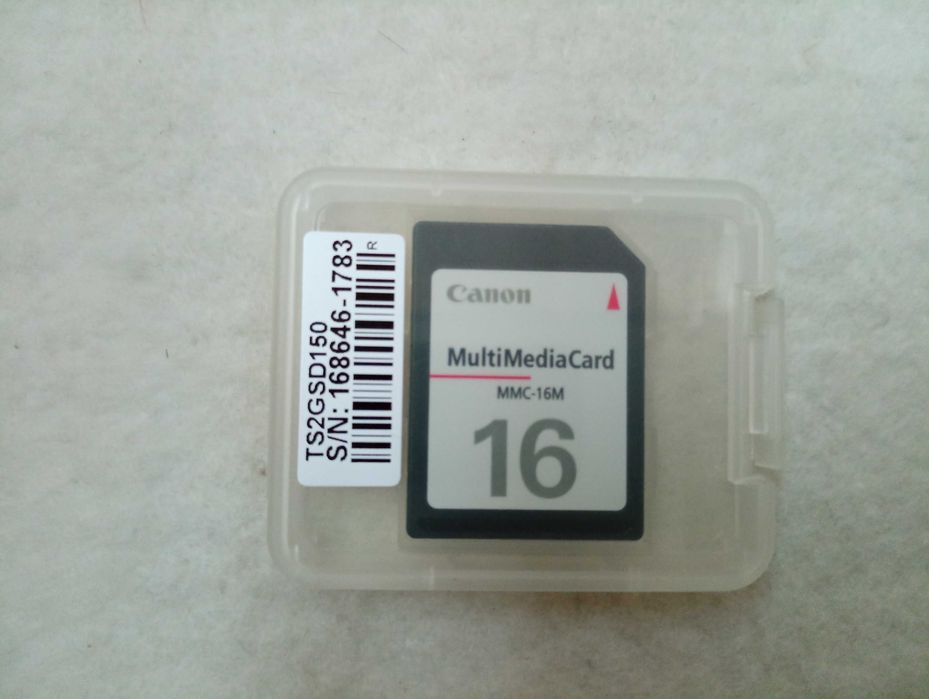 TS2GSD150
S/N: 168646-1783
R
Canon
MultiMediaCard
MMC-16M
16